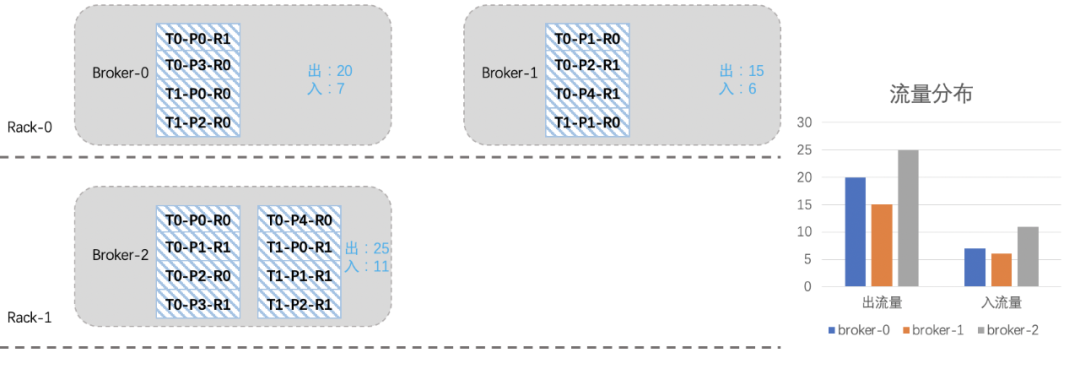 Rack-0
Broker-0
T0-P0-R1
T0-P3-R0
T1-P0-R0
T1-P2-R0
出：20
入：7
Broker-1
T0-P1-R0
T0-P2-R1
T0-P4-R1
T1-P1-R0
出：15
入：6
Rack-1
Broker-2
T0-P0-R0
T0-P1-R1
T0-P2-R0
T0-P3-R1
T0-P4-R0
T1-P0-R1
T1-P1-R1
T1-P2-R1
出：25
入：11
流量分布
30
25
20
15
10
5
0
出流量
入流量
broker-0
broker-1
broker-2